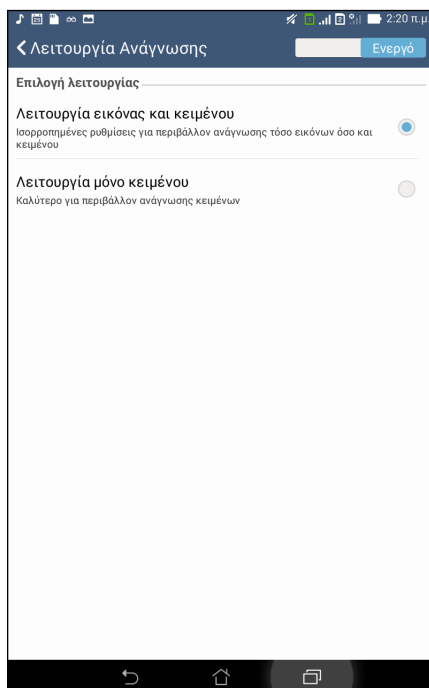 2:20 π.μ.
Λειτουργία Ανάγνωσης
Ενεργό
Επιλογή λειτουργίας
Λειτουργία εικόνας και κειμένου
Ισορροπημένες ρυθμίσεις για περιβάλλον ανάγνωσης τόσο εικόνων όσο και
κειμένου
Λειτουργία μόνο κειμένου
Καλύτερο για περιβάλλον ανάγνωσης κειμένων